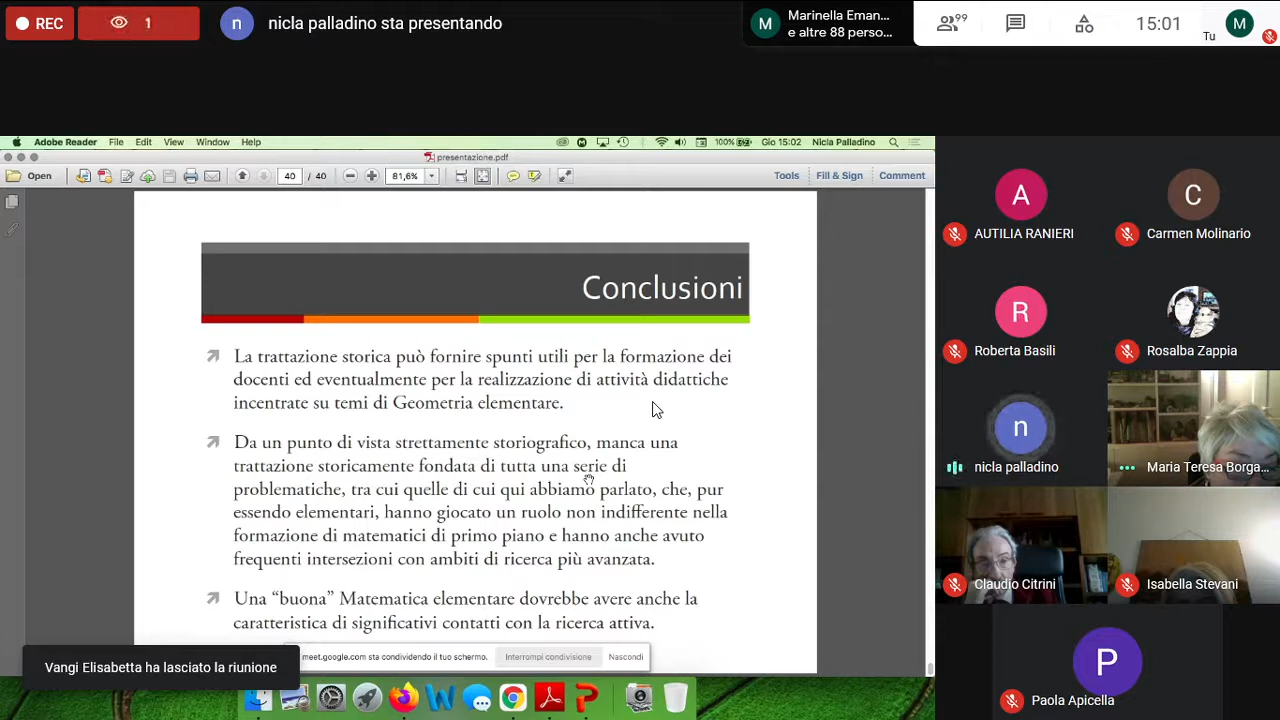 REC
1
n
nicla palladino sta presentando
M
Marinella Eman...
e altre 88 perso...
99
15:01
Tu
M
Adobe Reader File Edit View Window Help
100%
Gio 15:02 Nicla Palladino
presentazione.pdf
Open
40 / 40
81,6%
Tools Fill & Sign Comment
Conclusioni
La trattazione storica può fornire spunti utili per la formazione dei
docenti ed eventualmente per la realizzazione di attività didattiche
incentrate su temi di Geometria elementare.
Da un punto di vista strettamente storiografico, manca una
trattazione storicamente fondata di tutta una serie di
problematiche, tra cui quelle di cui qui abbiamo parlato, che, pur
essendo elementari, hanno giocato un ruolo non indifferente nella
formazione di matematici di primo piano e hanno anche avuto
frequenti intersezioni con ambiti di ricerca più avanzata.
Una “buona” Matematica elementare dovrebbe avere anche la
caratteristica di significativi contatti con la ricerca attiva.
meet.google.com sta condividendo il tuo schermo.
Interrompi condivisione
Nascondi
Vangi Elisabetta ha lasciato la riunione
A
AUTILIA RANIERI
C
Carmen Molinario
R
Roberta Basili
Rosalba Zappia
n
nicla palladino
Maria Teresa Borga...
Claudio Citrini
Isabella Stevani
P
Paola Apicella